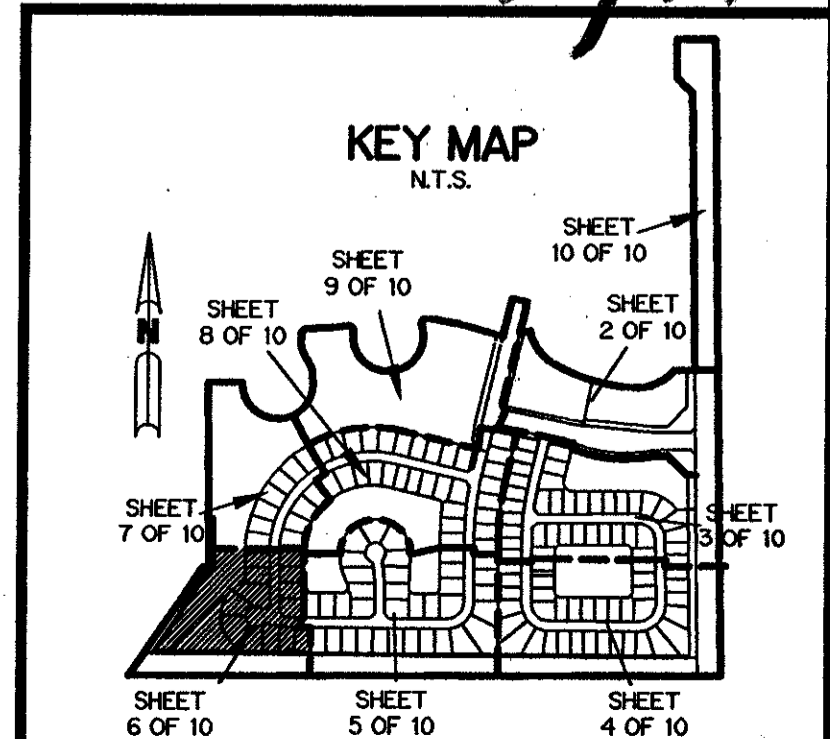 KEY MAP
N.T.S.
SHEET
10 OF 10
SHEET
9 OF 10
SHEET
8 OF 10
SHEET
2 OF 10
N
SHEET
7 OF 10
SHEET
3 OF 10
SHEET
6 OF 10
SHEET
5 OF 10
SHEET
4 OF 10